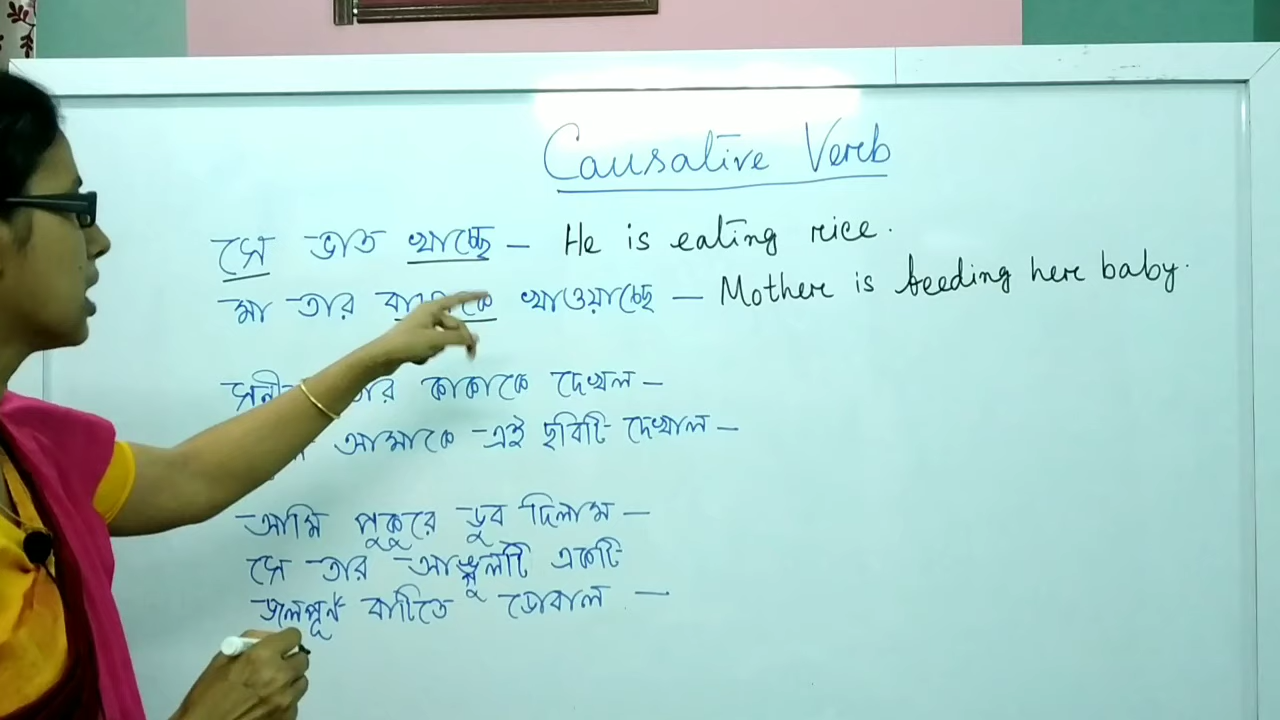 Causative Verb
সে ভাত খাচ্ছে – He is eating rice.
মা তার খাওয়াচ্ছে – Mother is feeding her baby.
কাকাকে দেখল –
আমাকে এই ছবিটি দেখাল –
আমি পুকুরে ডুব দিলাম –
সে তার আঙ্গুলটি একটি
জলপূর্ণ বাটিতে ডোবাল –